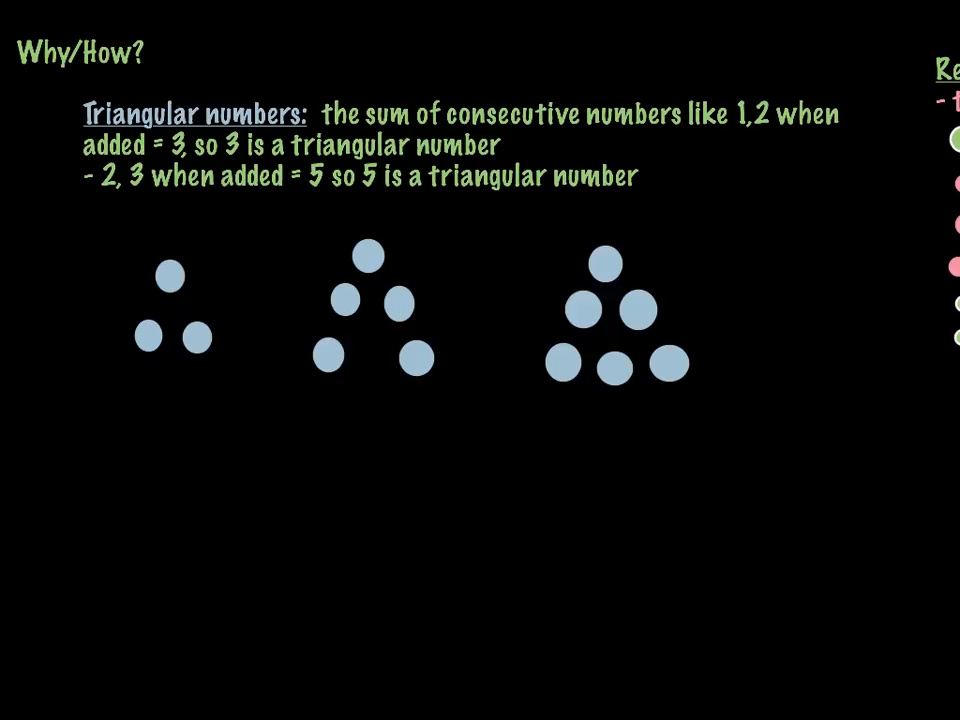 Why/How?
Triangular numbers: the sum of consecutive numbers like 1,2 when
added = 3, so 3 is a triangular number
- 2, 3 when added = 5 so 5 is a triangular number
Re
- t